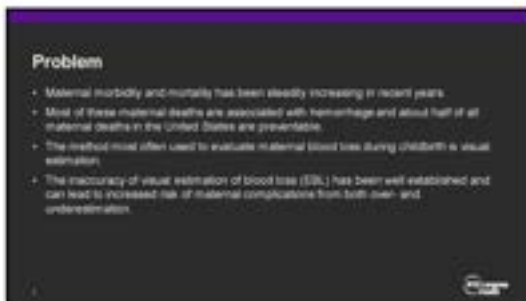 Problem
• Maternal morbidity and mortality has been steadily increasing in recent years.
• Most of these maternal deaths are associated with hemorrhage and about half of all
maternal deaths in the United States are preventable.
• The method most often used to evaluate maternal blood loss during childbirth is visual
estimation.
• The inaccuracy of visual estimation of blood loss (EBL) has been well established and
can lead to increased risk of maternal complications from both over- and
underestimation.